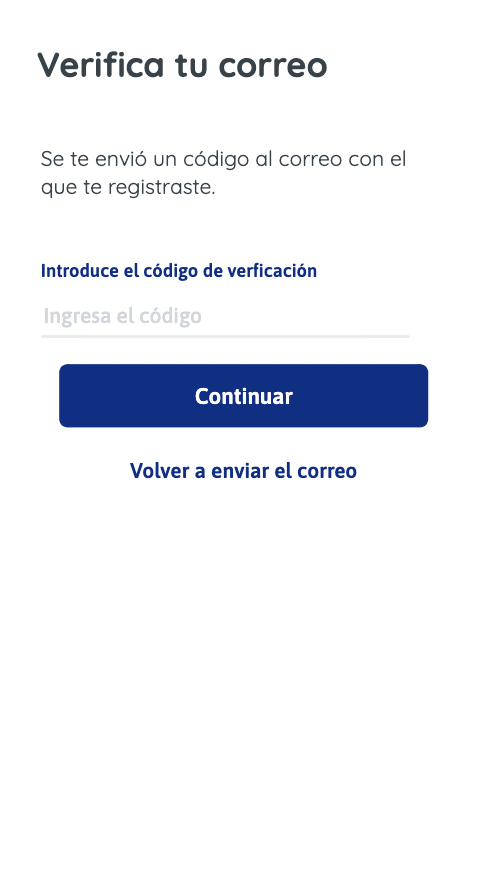 Verifica tu correo
Se te envió un código al correo con el
que te registraste.
Introduce el código de verficación
Ingresa el código
Continuar
Volver a enviar el correo